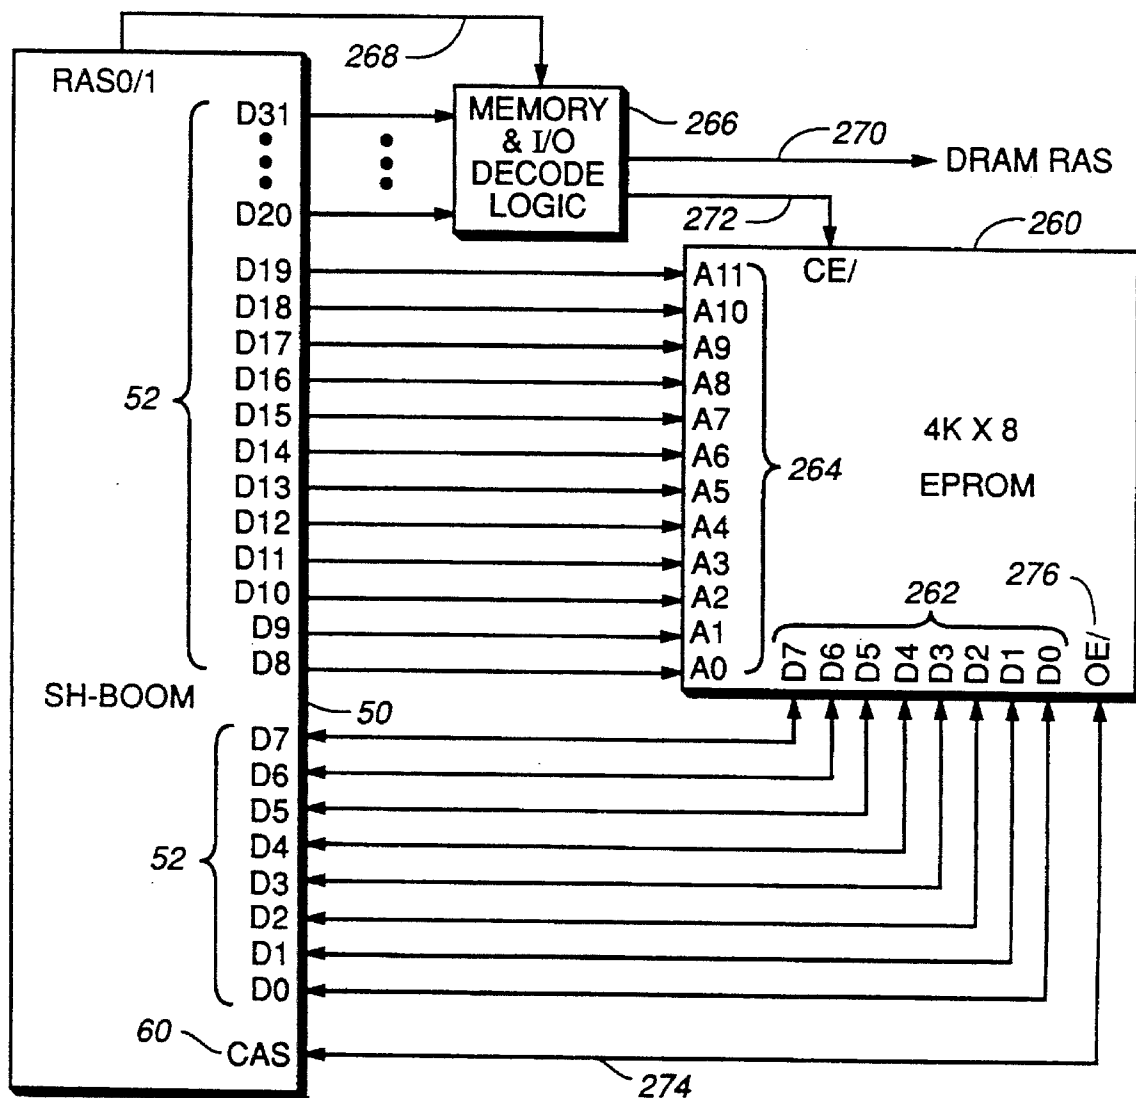 268
RAS0/1
D31
D20
MEMORY
& I/O
DECODE
LOGIC
266
270
DRAM RAS
272
260
52
D19
D18
D17
D16
D15
D14
D13
D12
D11
D10
D9
D8
A11
A10
A9
A8
A7
A6
A5
A4
A3
A2
A1
A0
CE/
264
4K X 8
EPROM
276
262
D7
D6
D5
D4
D3
D2
D1
D0
OE/
SH-BOOM
50
52
D7
D6
D5
D4
D3
D2
D1
D0
60
CAS
274